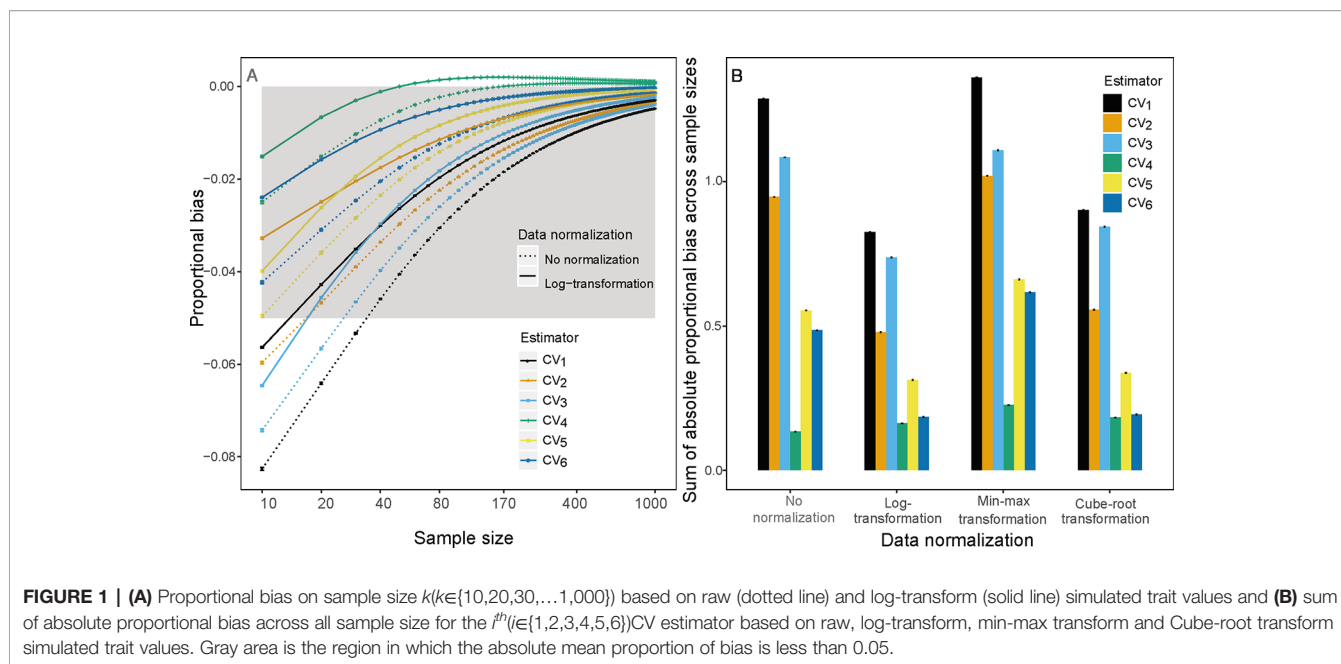 A
0.00
−0.02
−0.04
−0.06
−0.08
Proportional bias
Data normalization
No normalization
Log−transformation
Estimator
CV1
CV2
CV3
CV4
CV5
CV6
10
20
40
80
170
400
1000
Sample size
B
Sum of absolute proportional bias across sample sizes
1.0
0.5
0.0
Estimator
CV1
CV2
CV3
CV4
CV5
CV6
No normalization
Log-transformation
Min-max transformation
Cube-root transformation
Data normalization
FIGURE 1 | (A) Proportional bias on sample size k(k∈{10,20,30,…1,000}) based on raw (dotted line) and log-transform (solid line) simulated trait values and (B) sum
of absolute proportional bias across all sample size for the ith(i∈{1,2,3,4,5,6})CV estimator based on raw, log-transform, min-max transform and Cube-root transform
simulated trait values. Gray area is the region in which the absolute mean proportion of bias is less than 0.05.